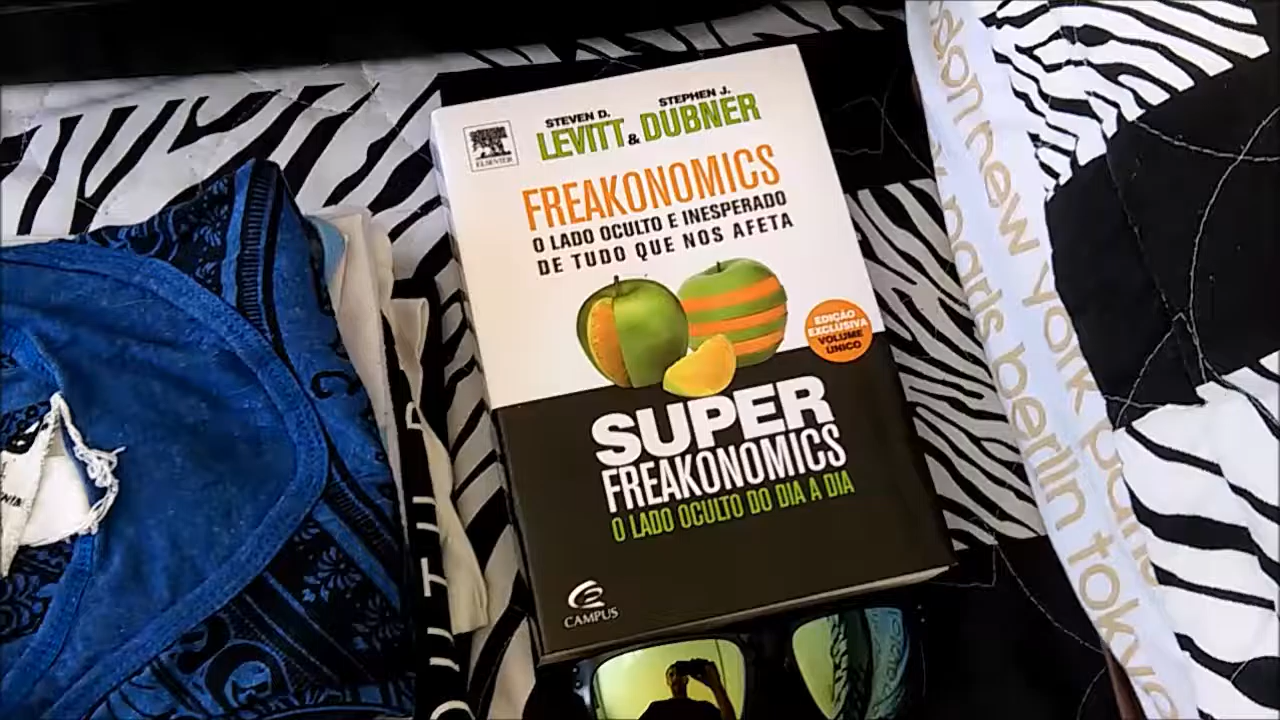 STEVEN D. STEPHEN J.
LEVITT & DUBNER
ELSEVIER
FREAKONOMICS
O LADO OCULTO E INESPERADO
DE TUDO QUE NOS AFETA
EDIÇÃO
EXCLUSIVA
VOLUME
ÚNICO
SUPER
FREAKONOMICS
O LADO OCULTO DO DIA A DIA
CAMPUS
new york
paris berlin tokyo